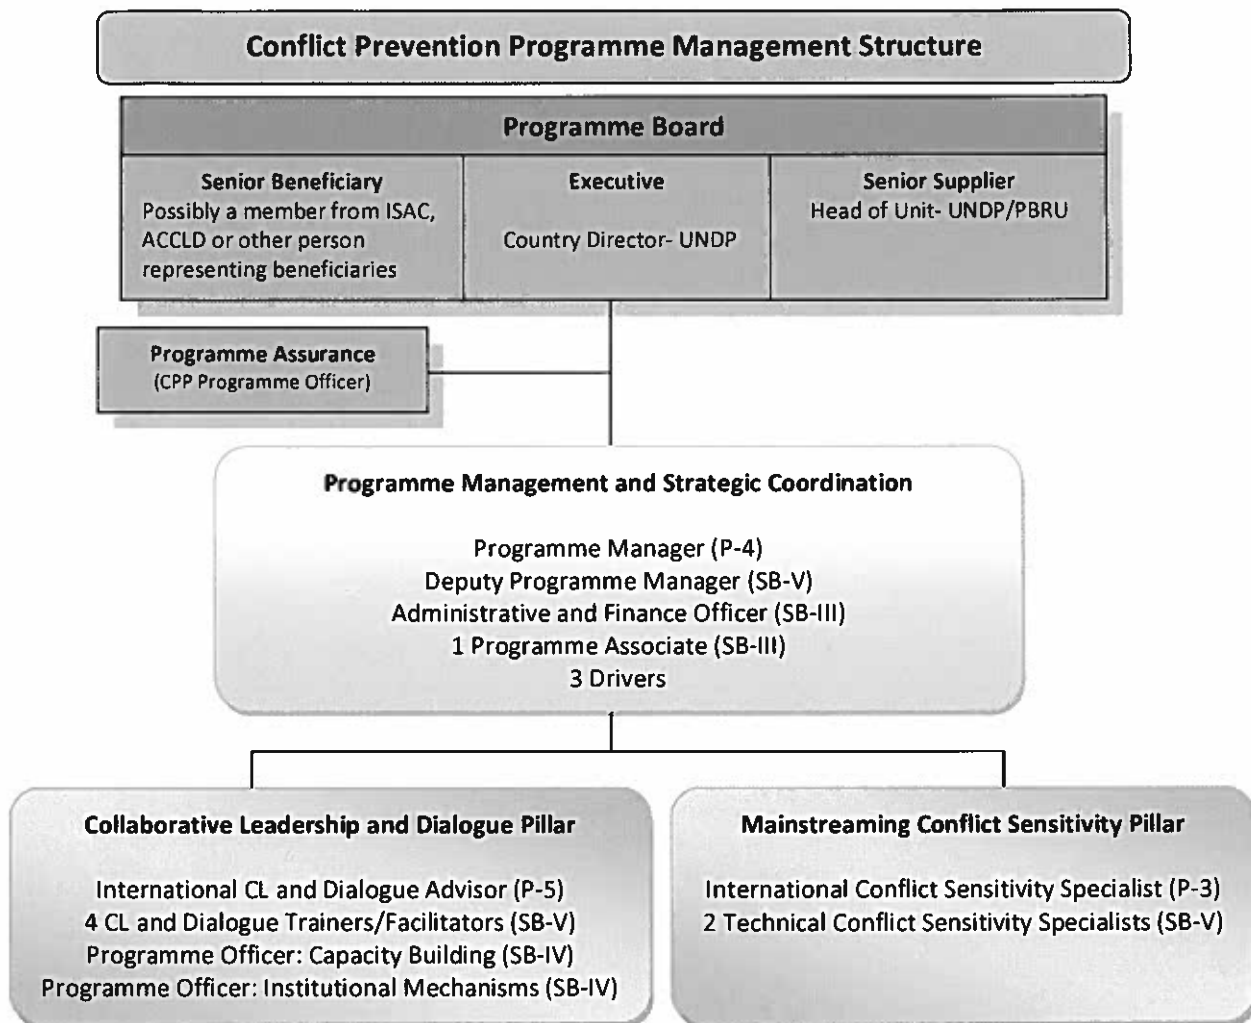 Conflict Prevention Programme Management Structure
Programme Board
Senior Beneficiary
Possibly a member from ISAC,
ACCLD or other person
representing beneficiaries
Executive
Country Director- UNDP
Senior Supplier
Head of Unit- UNDP/PBRU
Programme Assurance
(CPP Programme Officer)
Programme Management and Strategic Coordination
Programme Manager (P-4)
Deputy Programme Manager (SB-V)
Administrative and Finance Officer (SB-III)
1 Programme Associate (SB-III)
3 Drivers
Collaborative Leadership and Dialogue Pillar
International CL and Dialogue Advisor (P-5)
4 CL and Dialogue Trainers/Facilitators (SB-V)
Programme Officer: Capacity Building (SB-IV)
Programme Officer: Institutional Mechanisms (SB-IV)
Mainstreaming Conflict Sensitivity Pillar
International Conflict Sensitivity Specialist (P-3)
2 Technical Conflict Sensitivity Specialists (SB-V)